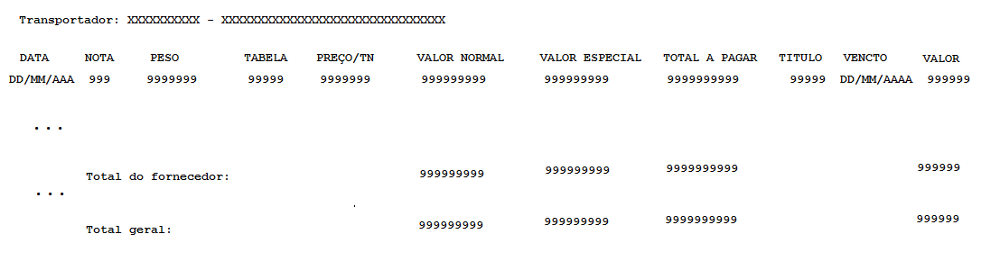 Transportador: XXXXXXXXXX - XXXXXXXXXXXXXXXXXXXXXXXXXXXXXXX
DATA NOTA PESO TABELA PREÇO/TN VALOR NORMAL VALOR ESPECIAL TOTAL A PAGAR TITULO VENCTO VALOR
DD/MM/AAA 999 9999999 99999 9999999 999999999 999999999 9999999999 99999 DD/MM/AAAA 999999
...
Total do fornecedor: 999999999 999999999 9999999999 999999
...
Total geral: 999999999 999999999 9999999999 999999